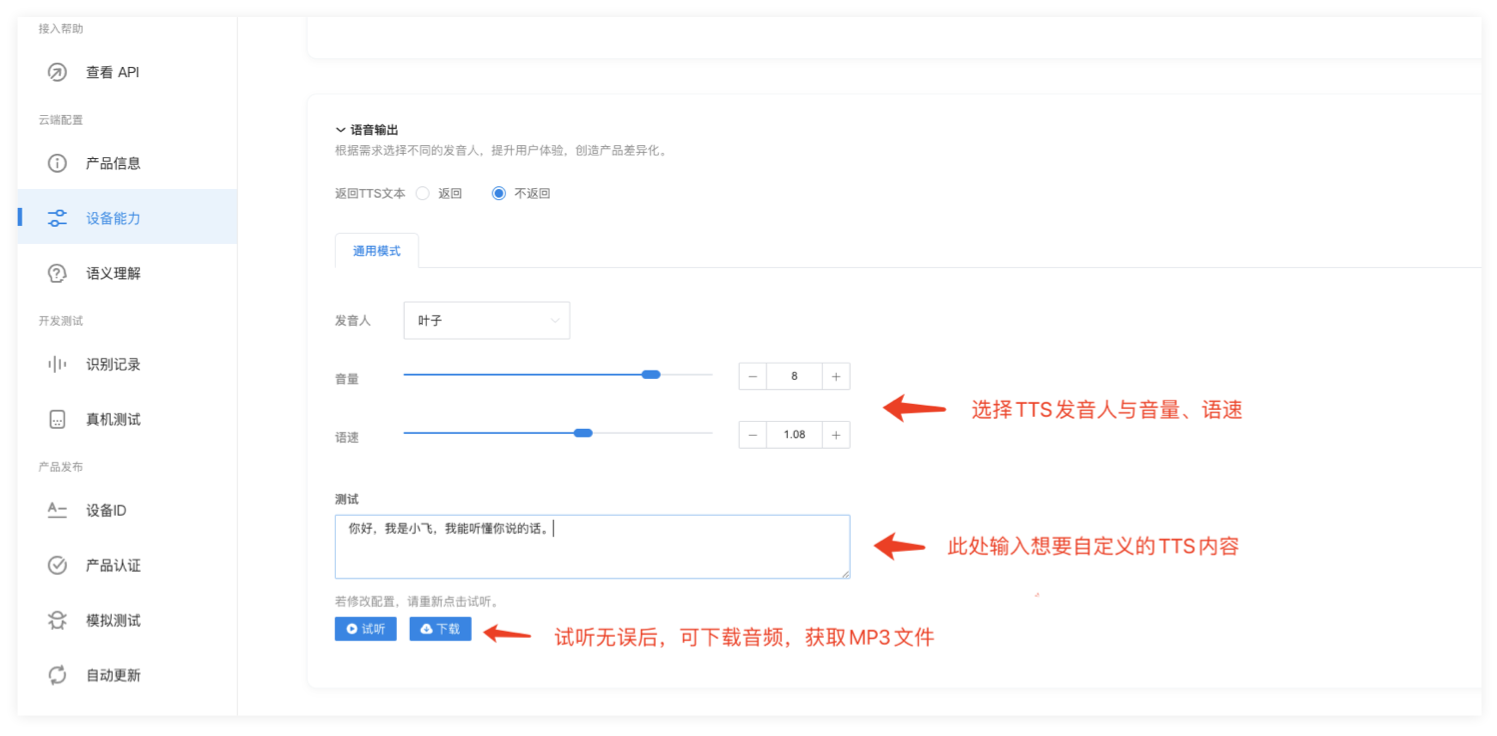 接入帮助
查看 API
云端配置
产品信息
设备能力
语义理解
开发测试
识别记录
真机测试
产品发布
设备ID
产品认证
模拟测试
自动更新
语音输出
根据需求选择不同的发音人，提升用户体验，创造产品差异化。
返回TTS文本 返回 不返回
通用模式
发音人 叶子
音量 － 8 +
语速 － 1.08 +
选择TTS发音人与音量、语速
测试
你好，我是小飞，我能听懂你说的话。
此处输入想要自定义的TTS内容
若修改配置，请重新点击试听。
试听 下载
试听无误后，可下载音频，获取MP3文件